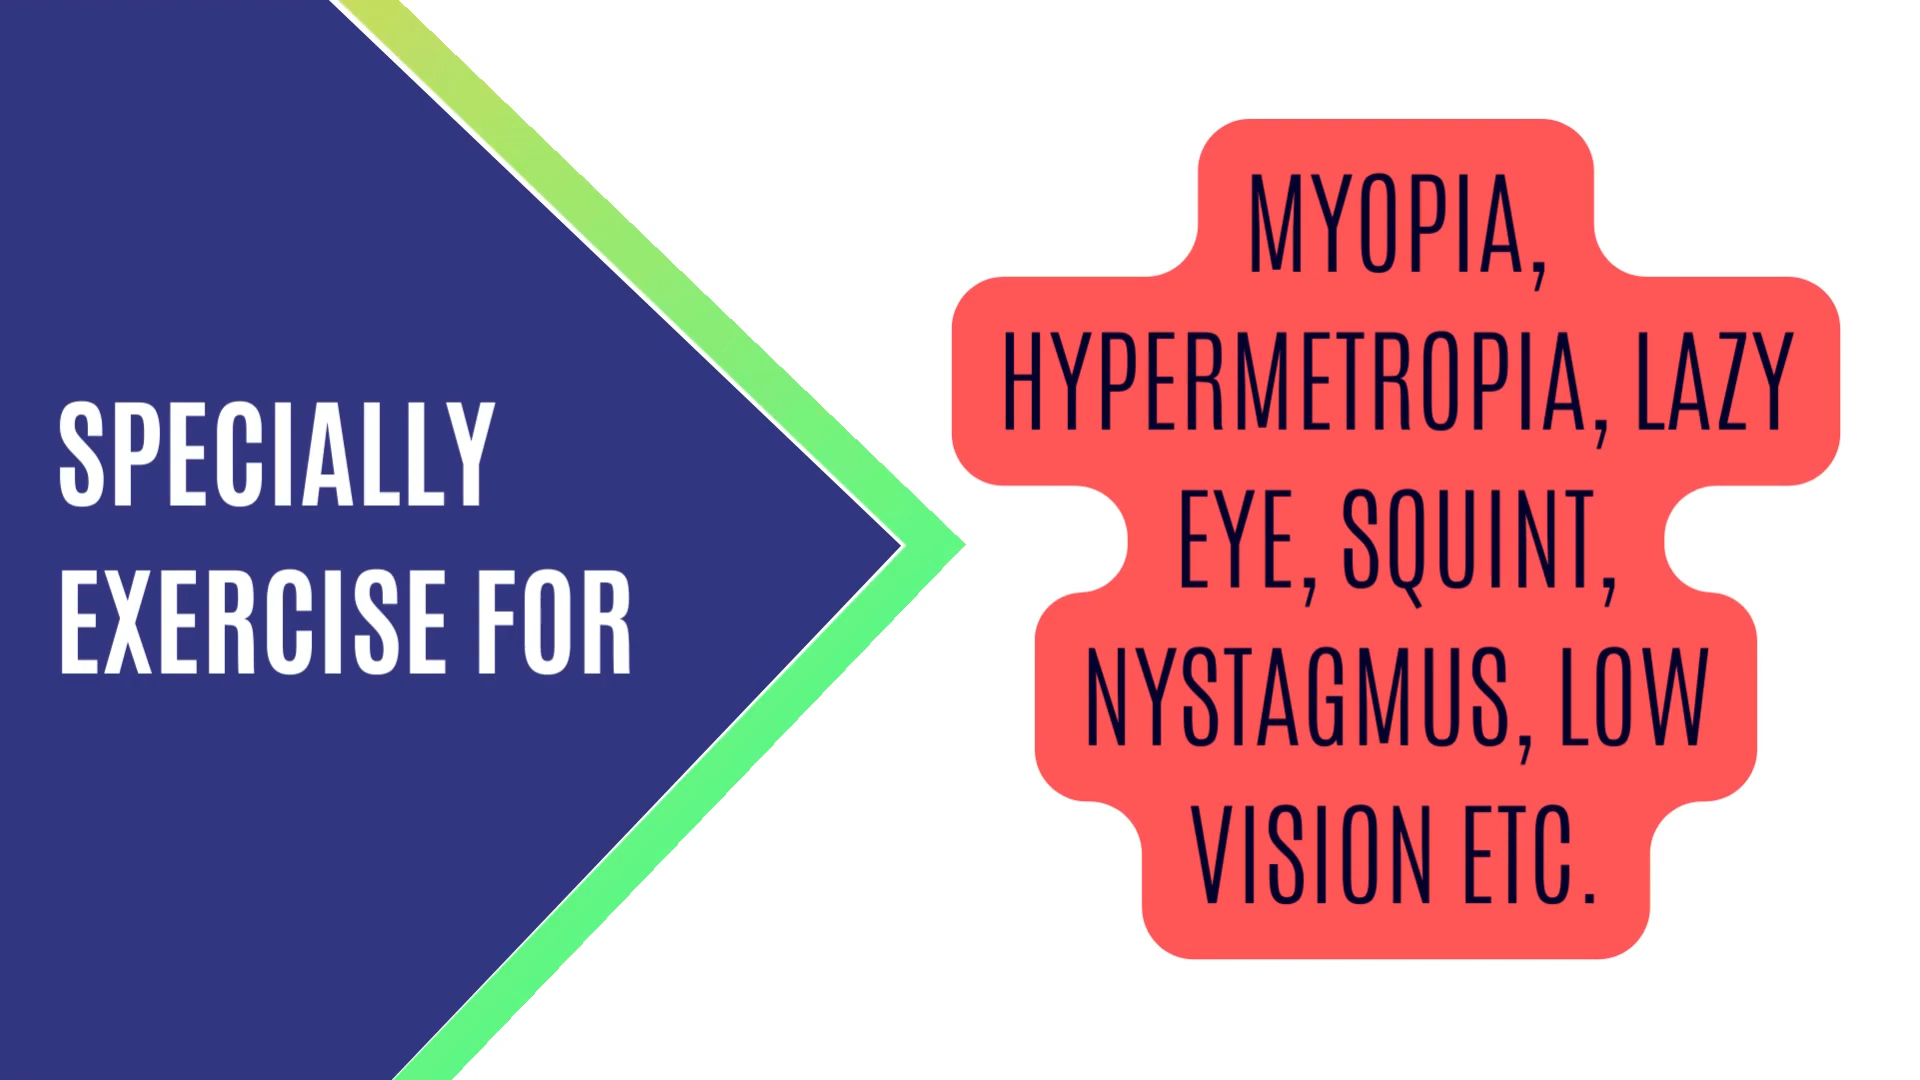 SPECIALLY
EXERCISE FOR
MYOPIA,
HYPERMETROPIA, LAZY
EYE, SQUINT,
NYSTAGMUS, LOW
VISION ETC.